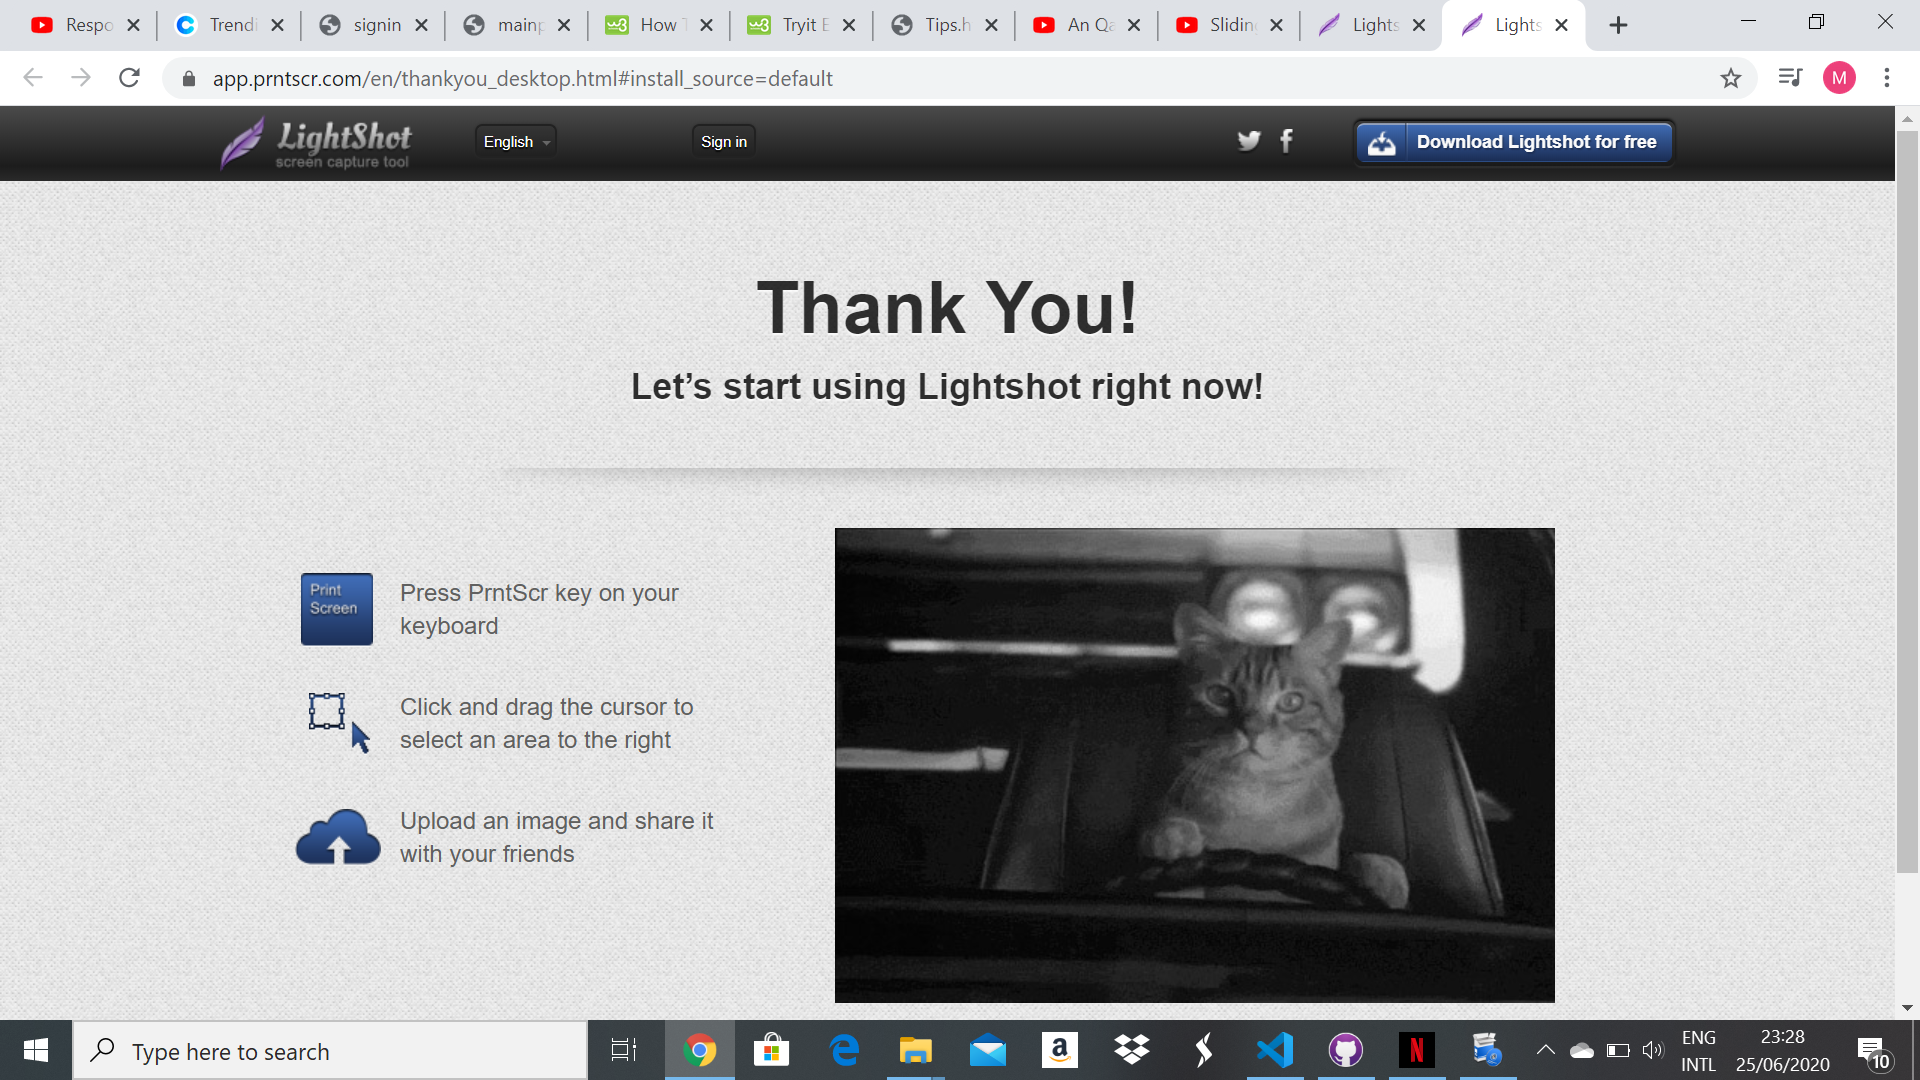 Respo
Trendi
signin
mainp
How T
Tryit E
Tips.h
An Qa
Sliding
Lights
Lights
app.prntscr.com/en/thankyou_desktop.html#install_source=default
M
LightShot
screen capture tool
English
Sign in
Download Lightshot for free
Thank You!
Let’s start using Lightshot right now!
Print
Screen
Press PrntScr key on your
keyboard
Click and drag the cursor to
select an area to the right
Upload an image and share it
with your friends
Type here to search
ENG
INTL
23:28
25/06/2020
10